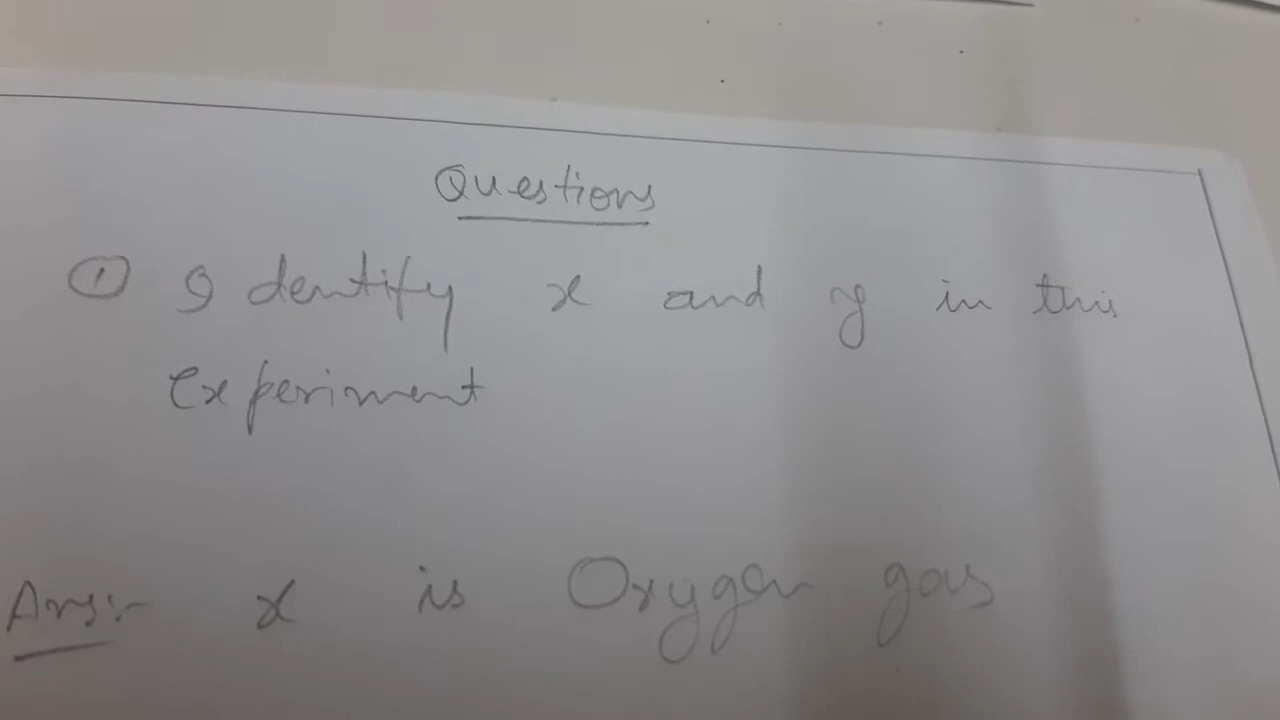 Questions
① Identify x and y in this
experiment
Ans:- x is Oxygen gas